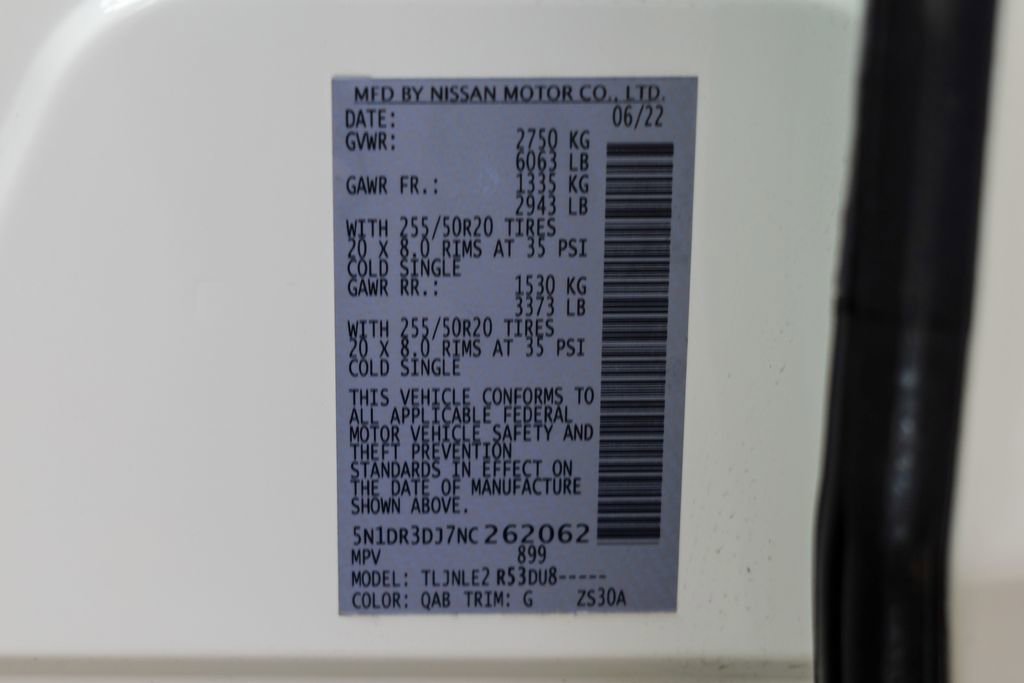 MFD BY NISSAN MOTOR CO., LTD.
DATE: 06/22
GVWR: 2750 KG
6063 LB
GAWR FR.: 1335 KG
2943 LB
WITH 255/50R20 TIRES
20 X 8.0 RIMS AT 35 PSI
COLD SINGLE
GAWR RR.: 1530 KG
3373 LB
WITH 255/50R20 TIRES
20 X 8.0 RIMS AT 35 PSI
COLD SINGLE
THIS VEHICLE CONFORMS TO
ALL APPLICABLE FEDERAL
MOTOR VEHICLE SAFETY AND
THEFT PREVENTION
STANDARDS IN EFFECT ON
THE DATE OF MANUFACTURE
SHOWN ABOVE.
5N1DR3DJ7NC262062
MPV 899
MODEL: TLJNLE2 R53DU8-----
COLOR: QAB TRIM: G ZS30A